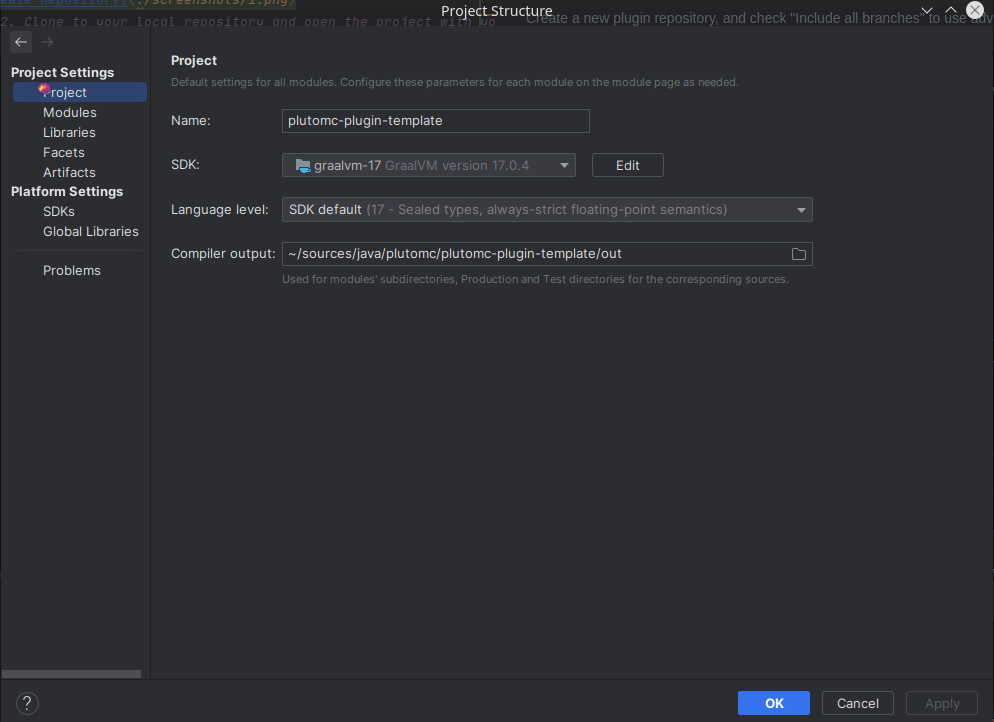 eate Repository](./screenshots/1.png)
Project Structure
2. Clone to your local repository and open the project with yo
Create a new plugin repository, and check "Include all branches" to use adv
Project Settings
Project
Modules
Libraries
Facets
Artifacts
Platform Settings
SDKs
Global Libraries
Problems
Project
Default settings for all modules. Configure these parameters for each module on the module page as needed.
Name: plutomc-plugin-template
SDK: graalvm-17 GraalVM version 17.0.4 Edit
Language level: SDK default (17 - Sealed types, always-strict floating-point semantics)
Compiler output: ~/sources/java/plutomc/plutomc-plugin-template/out
Used for modules' subdirectories, Production and Test directories for the corresponding sources.
?
OK Cancel Apply